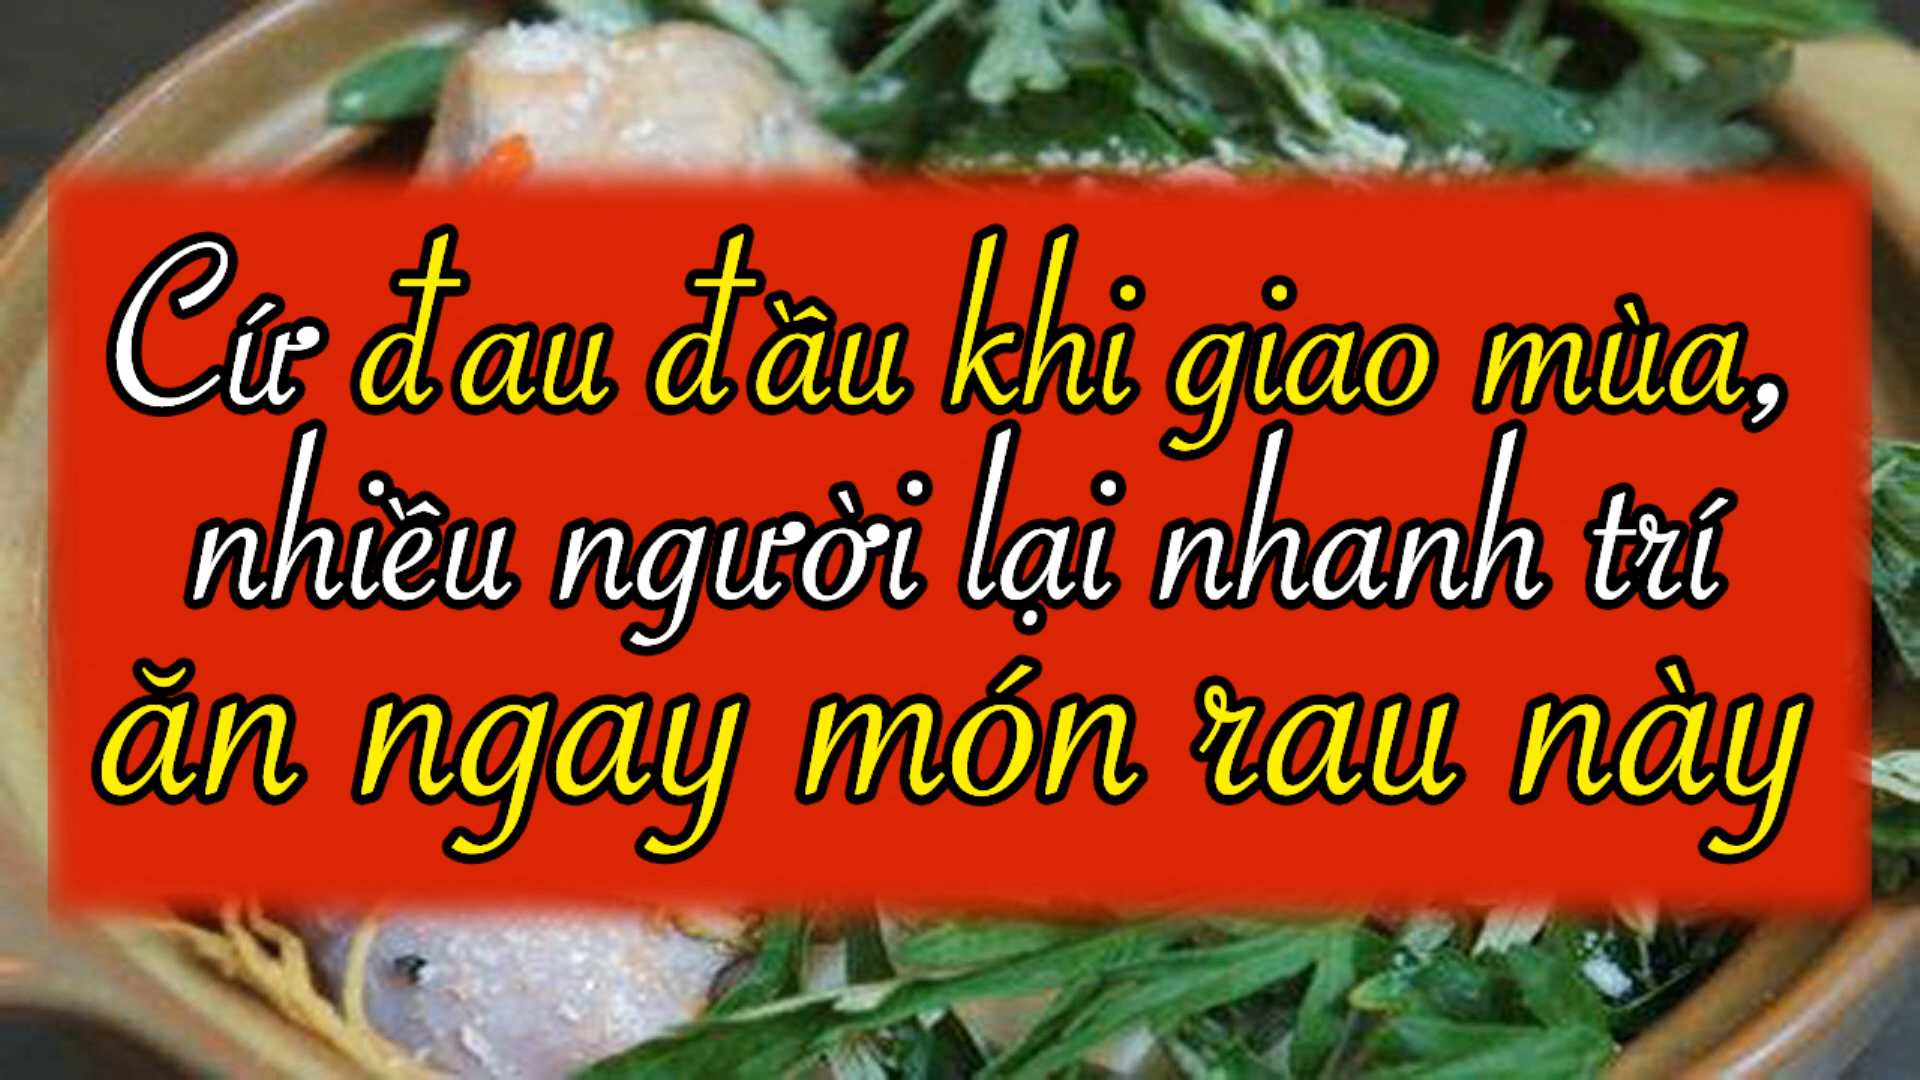 Cứ đau đầu khi giao mùa,
nhiều người lại nhanh trí
ăn ngay món rau này